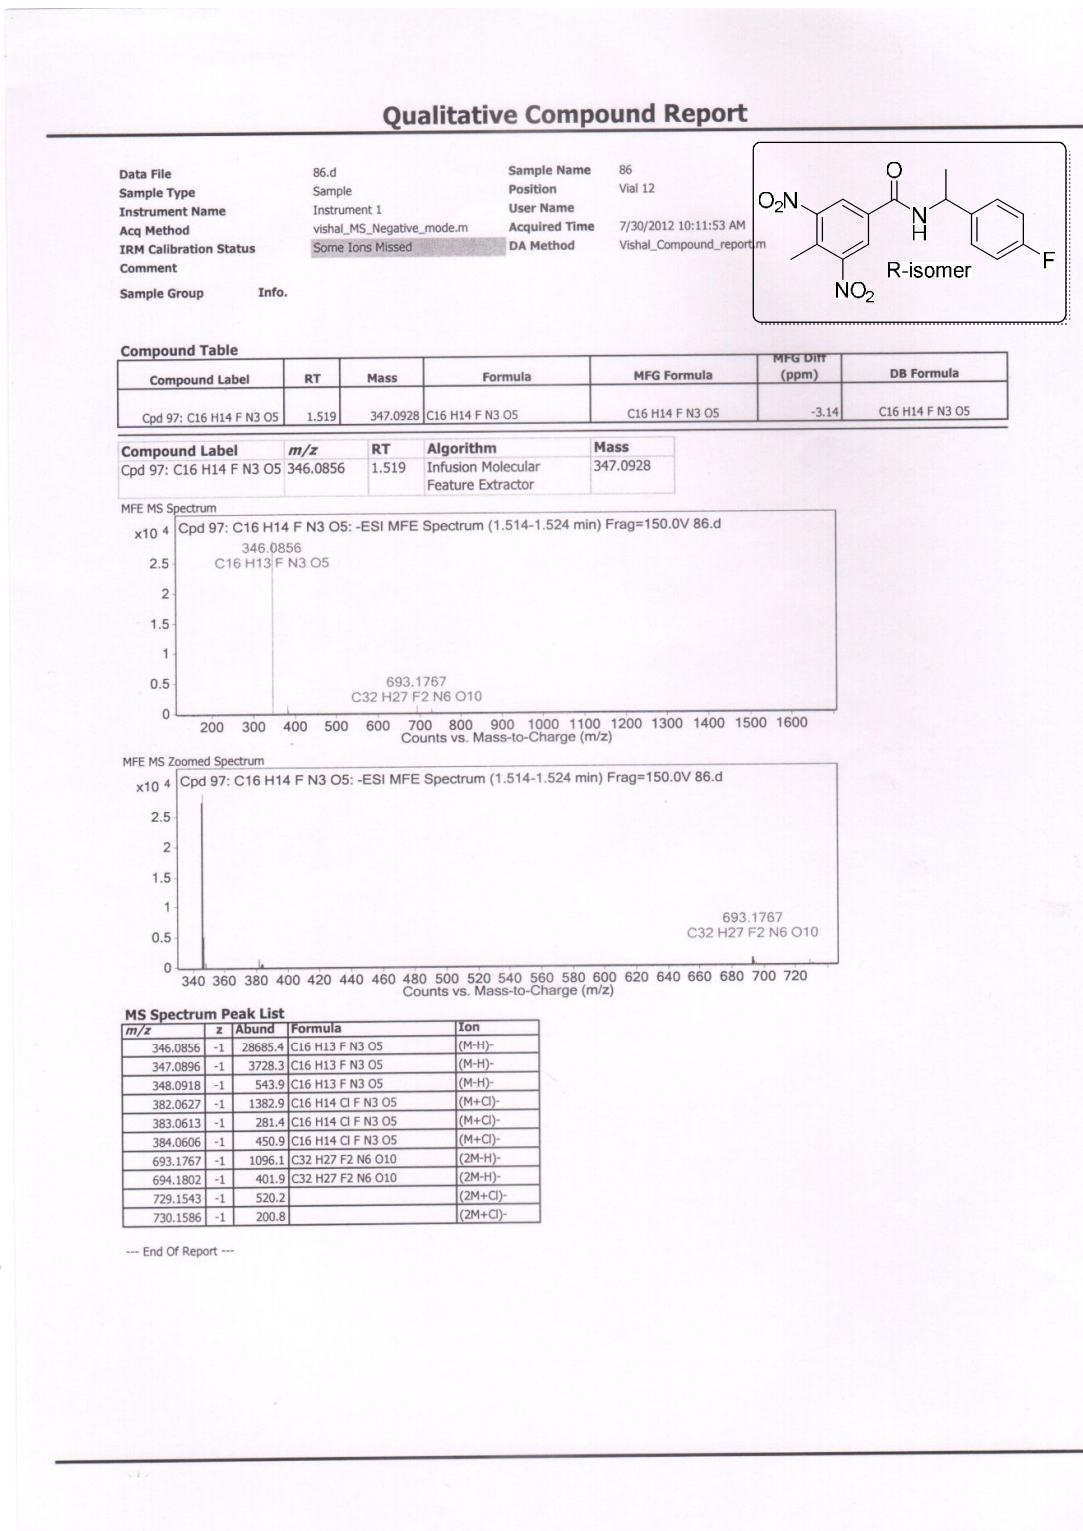 Qualitative Compound Report
Data File 86.d Sample Name 86
Sample Type Sample Position Vial 12
Instrument Name Instrument 1 User Name
Acq Method vishal_MS_Negative_mode.m Acquired Time 7/30/2012 10:11:53 AM
IRM Calibration Status Some Ions Missed DA Method Vishal_Compound_report.m
Comment
Sample Group Info.
O
O₂N
N
H
F
NO₂
R-isomer
Compound Table
Compound Label RT Mass Formula MFG Formula MFG Diff (ppm) DB Formula
Cpd 97: C16 H14 F N3 O5 1.519 347.0928 C16 H14 F N3 O5 C16 H14 F N3 O5 -3.14 C16 H14 F N3 O5
Compound Label m/z RT Algorithm Mass
Cpd 97: C16 H14 F N3 O5 346.0856 1.519 Infusion Molecular 347.0928
Feature Extractor
MFE MS Spectrum
x10 4 Cpd 97: C16 H14 F N3 O5: -ESI MFE Spectrum (1.514-1.524 min) Frag=150.0V 86.d
346.0856
C16 H13 F N3 O5
2.5
2
1.5
1
0.5
0
693.1767
C32 H27 F2 N6 O10
200 300 400 500 600 700 800 900 1000 1100 1200 1300 1400 1500 1600
Counts vs. Mass-to-Charge (m/z)
MFE MS Zoomed Spectrum
x10 4 Cpd 97: C16 H14 F N3 O5: -ESI MFE Spectrum (1.514-1.524 min) Frag=150.0V 86.d
2.5
2
1.5
1
0.5
0
693.1767
C32 H27 F2 N6 O10
340 360 380 400 420 440 460 480 500 520 540 560 580 600 620 640 660 680 700 720
Counts vs. Mass-to-Charge (m/z)
MS Spectrum Peak List
m/z z Abund Formula Ion
346.0856 -1 28685.4 C16 H13 F N3 O5 (M-H)-
347.0896 -1 3728.3 C16 H13 F N3 O5 (M-H)-
348.0918 -1 543.9 C16 H13 F N3 O5 (M-H)-
382.0627 -1 1382.9 C16 H14 Cl F N3 O5 (M+Cl)-
383.0613 -1 281.4 C16 H14 Cl F N3 O5 (M+Cl)-
384.0606 -1 450.9 C16 H14 Cl F N3 O5 (M+Cl)-
693.1767 -1 1096.1 C32 H27 F2 N6 O10 (2M-H)-
694.1802 -1 401.9 C32 H27 F2 N6 O10 (2M-H)-
729.1543 -1 520.2 (2M+Cl)-
730.1586 -1 200.8 (2M+Cl)-
--- End Of Report ---